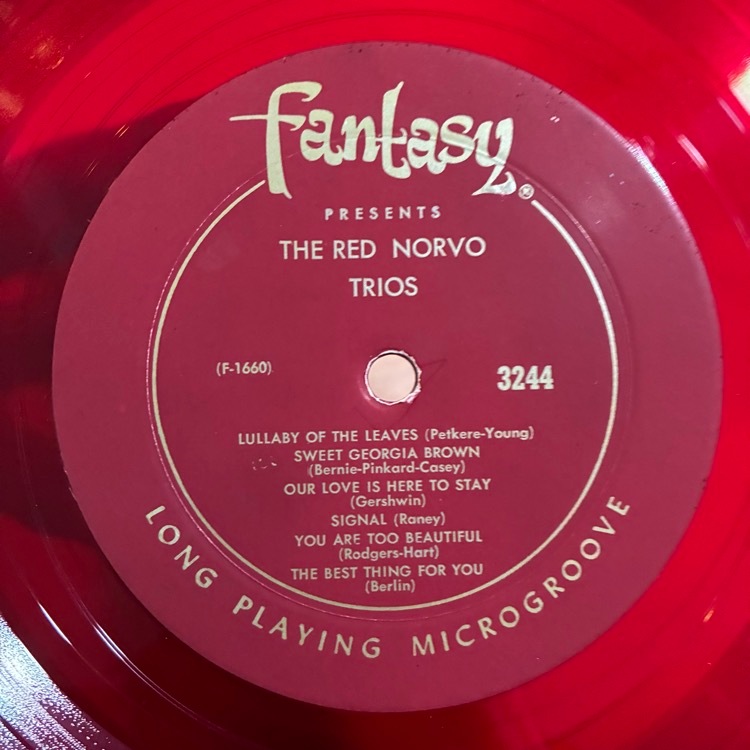 fantasy®
PRESENTS
THE RED NORVO
TRIOS
(F-1660)
3244
LULLABY OF THE LEAVES (Petkere-Young)
SWEET GEORGIA BROWN
(Bernie-Pinkard-Casey)
OUR LOVE IS HERE TO STAY
(Gershwin)
SIGNAL (Raney)
YOU ARE TOO BEAUTIFUL
(Rodgers-Hart)
THE BEST THING FOR YOU
(Berlin)
LONG PLAYING MICROGROOVE